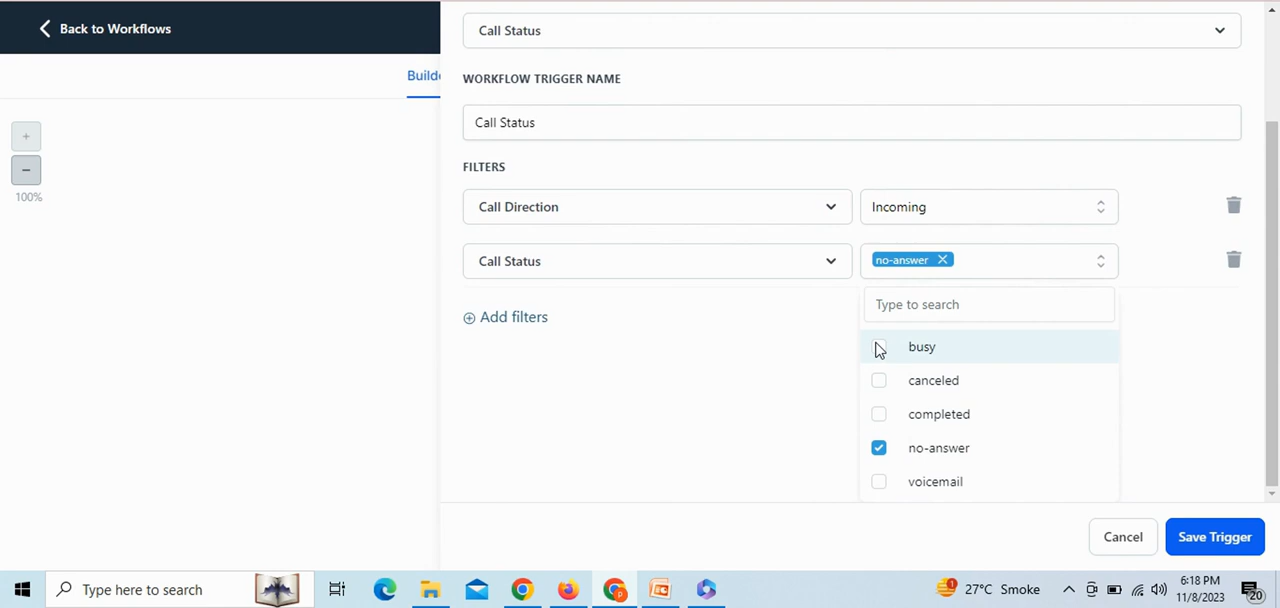 Back to Workflows
Call Status
Builde
WORKFLOW TRIGGER NAME
Call Status
FILTERS
100%
Call Direction
Incoming
Call Status
no-answer
Add filters
Type to search
busy
canceled
completed
no-answer
voicemail
Cancel
Save Trigger
Type here to search
27°C Smoke
6:18 PM
11/8/2023
20
1